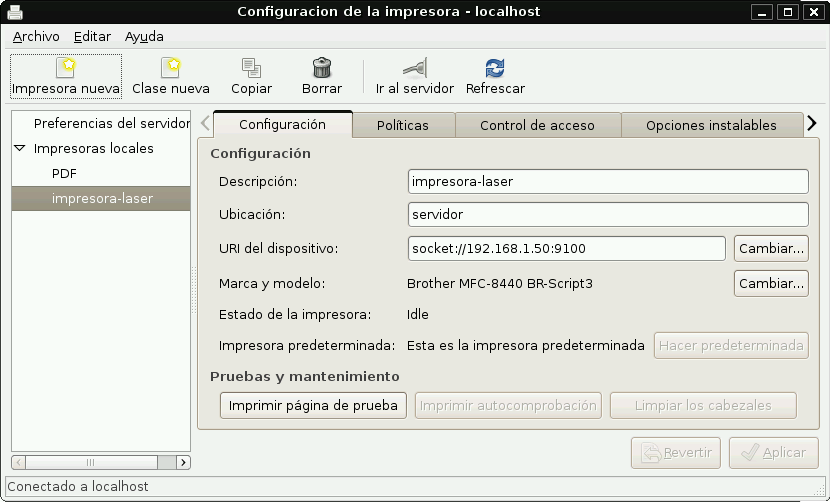 Configuracion de la impresora - localhost
Archivo Editar Ayuda
Impresora nueva Clase nueva Copiar Borrar Ir al servidor Refrescar
Preferencias del servidor
Impresoras locales
PDF
impresora-laser
Configuración Políticas Control de acceso Opciones instalables
Configuración
Descripción: impresora-laser
Ubicación: servidor
URI del dispositivo: socket://192.168.1.50:9100 Cambiar...
Marca y modelo: Brother MFC-8440 BR-Script3 Cambiar...
Estado de la impresora: Idle
Impresora predeterminada: Esta es la impresora predeterminada Hacer predeterminada
Pruebas y mantenimiento
Imprimir página de prueba Imprimir autocomprobación Limpiar los cabezales
Revertir Aplicar
Conectado a localhost